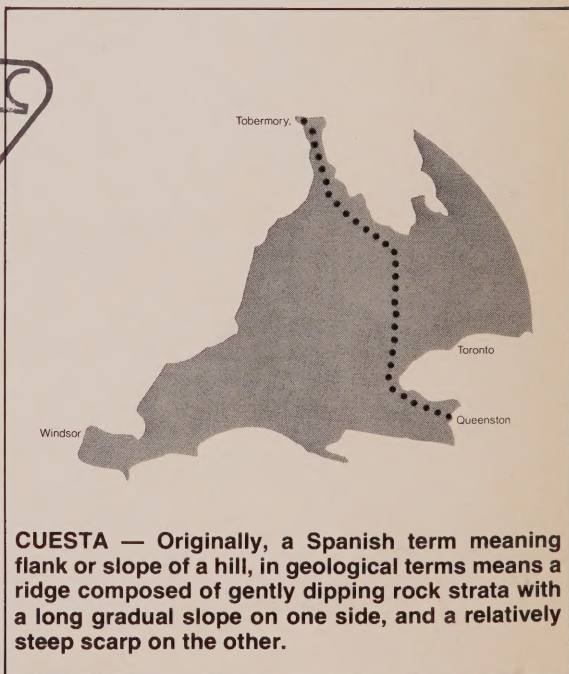 Tobermory.
Toronto
Queenston
Windsor
CUESTA — Originally, a Spanish term meaning
flank or slope of a hill, in geological terms means a
ridge composed of gently dipping rock strata with
a long gradual slope on one side, and a relatively
steep scarp on the other.